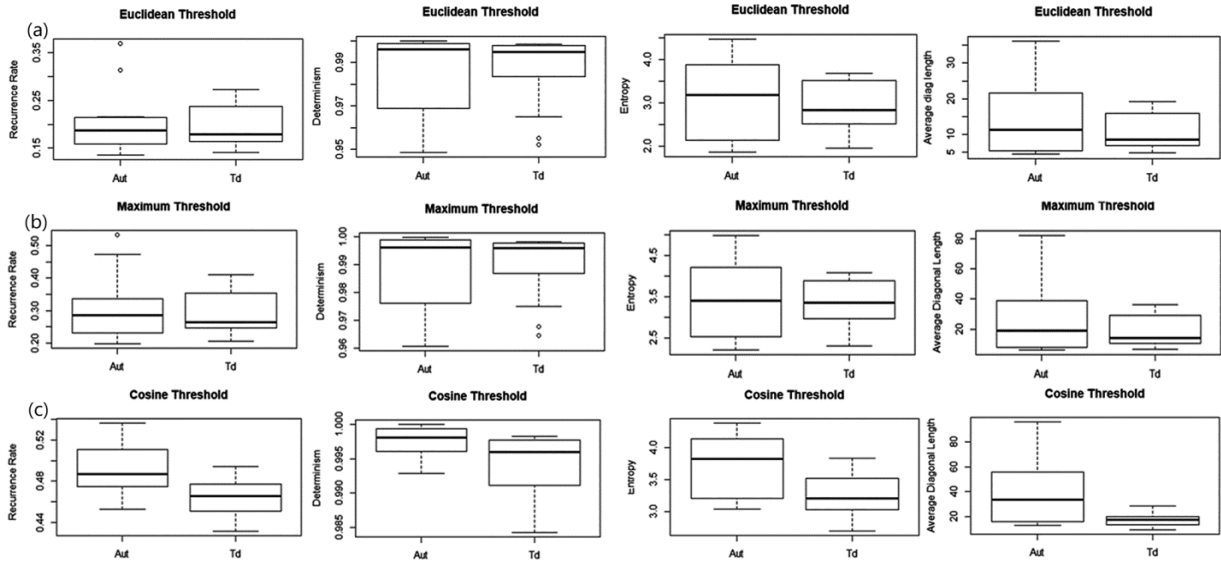 (a)
Euclidean Threshold
Recurrence Rate
0.35
0.25
0.15
Aut
Td
Euclidean Threshold
Determinism
0.99
0.97
0.95
Aut
Td
Euclidean Threshold
Entropy
4.0
3.0
2.0
Aut
Td
Euclidean Threshold
Average diag length
30
20
10
5
Aut
Td
(b)
Maximum Threshold
Recurrence Rate
0.50
0.40
0.30
0.20
Aut
Td
Maximum Threshold
Determinism
1.00
0.99
0.98
0.97
0.96
Aut
Td
Maximum Threshold
Entropy
4.5
3.5
2.5
Aut
Td
Maximum Threshold
Average Diagonal Length
80
60
40
20
Aut
Td
(c)
Cosine Threshold
Recurrence Rate
0.52
0.48
0.44
Aut
Td
Cosine Threshold
Determinism
1.000
0.995
0.990
0.985
Aut
Td
Cosine Threshold
Entropy
4.0
3.5
3.0
Aut
Td
Cosine Threshold
Average Diagonal Length
80
60
40
20
Aut
Td